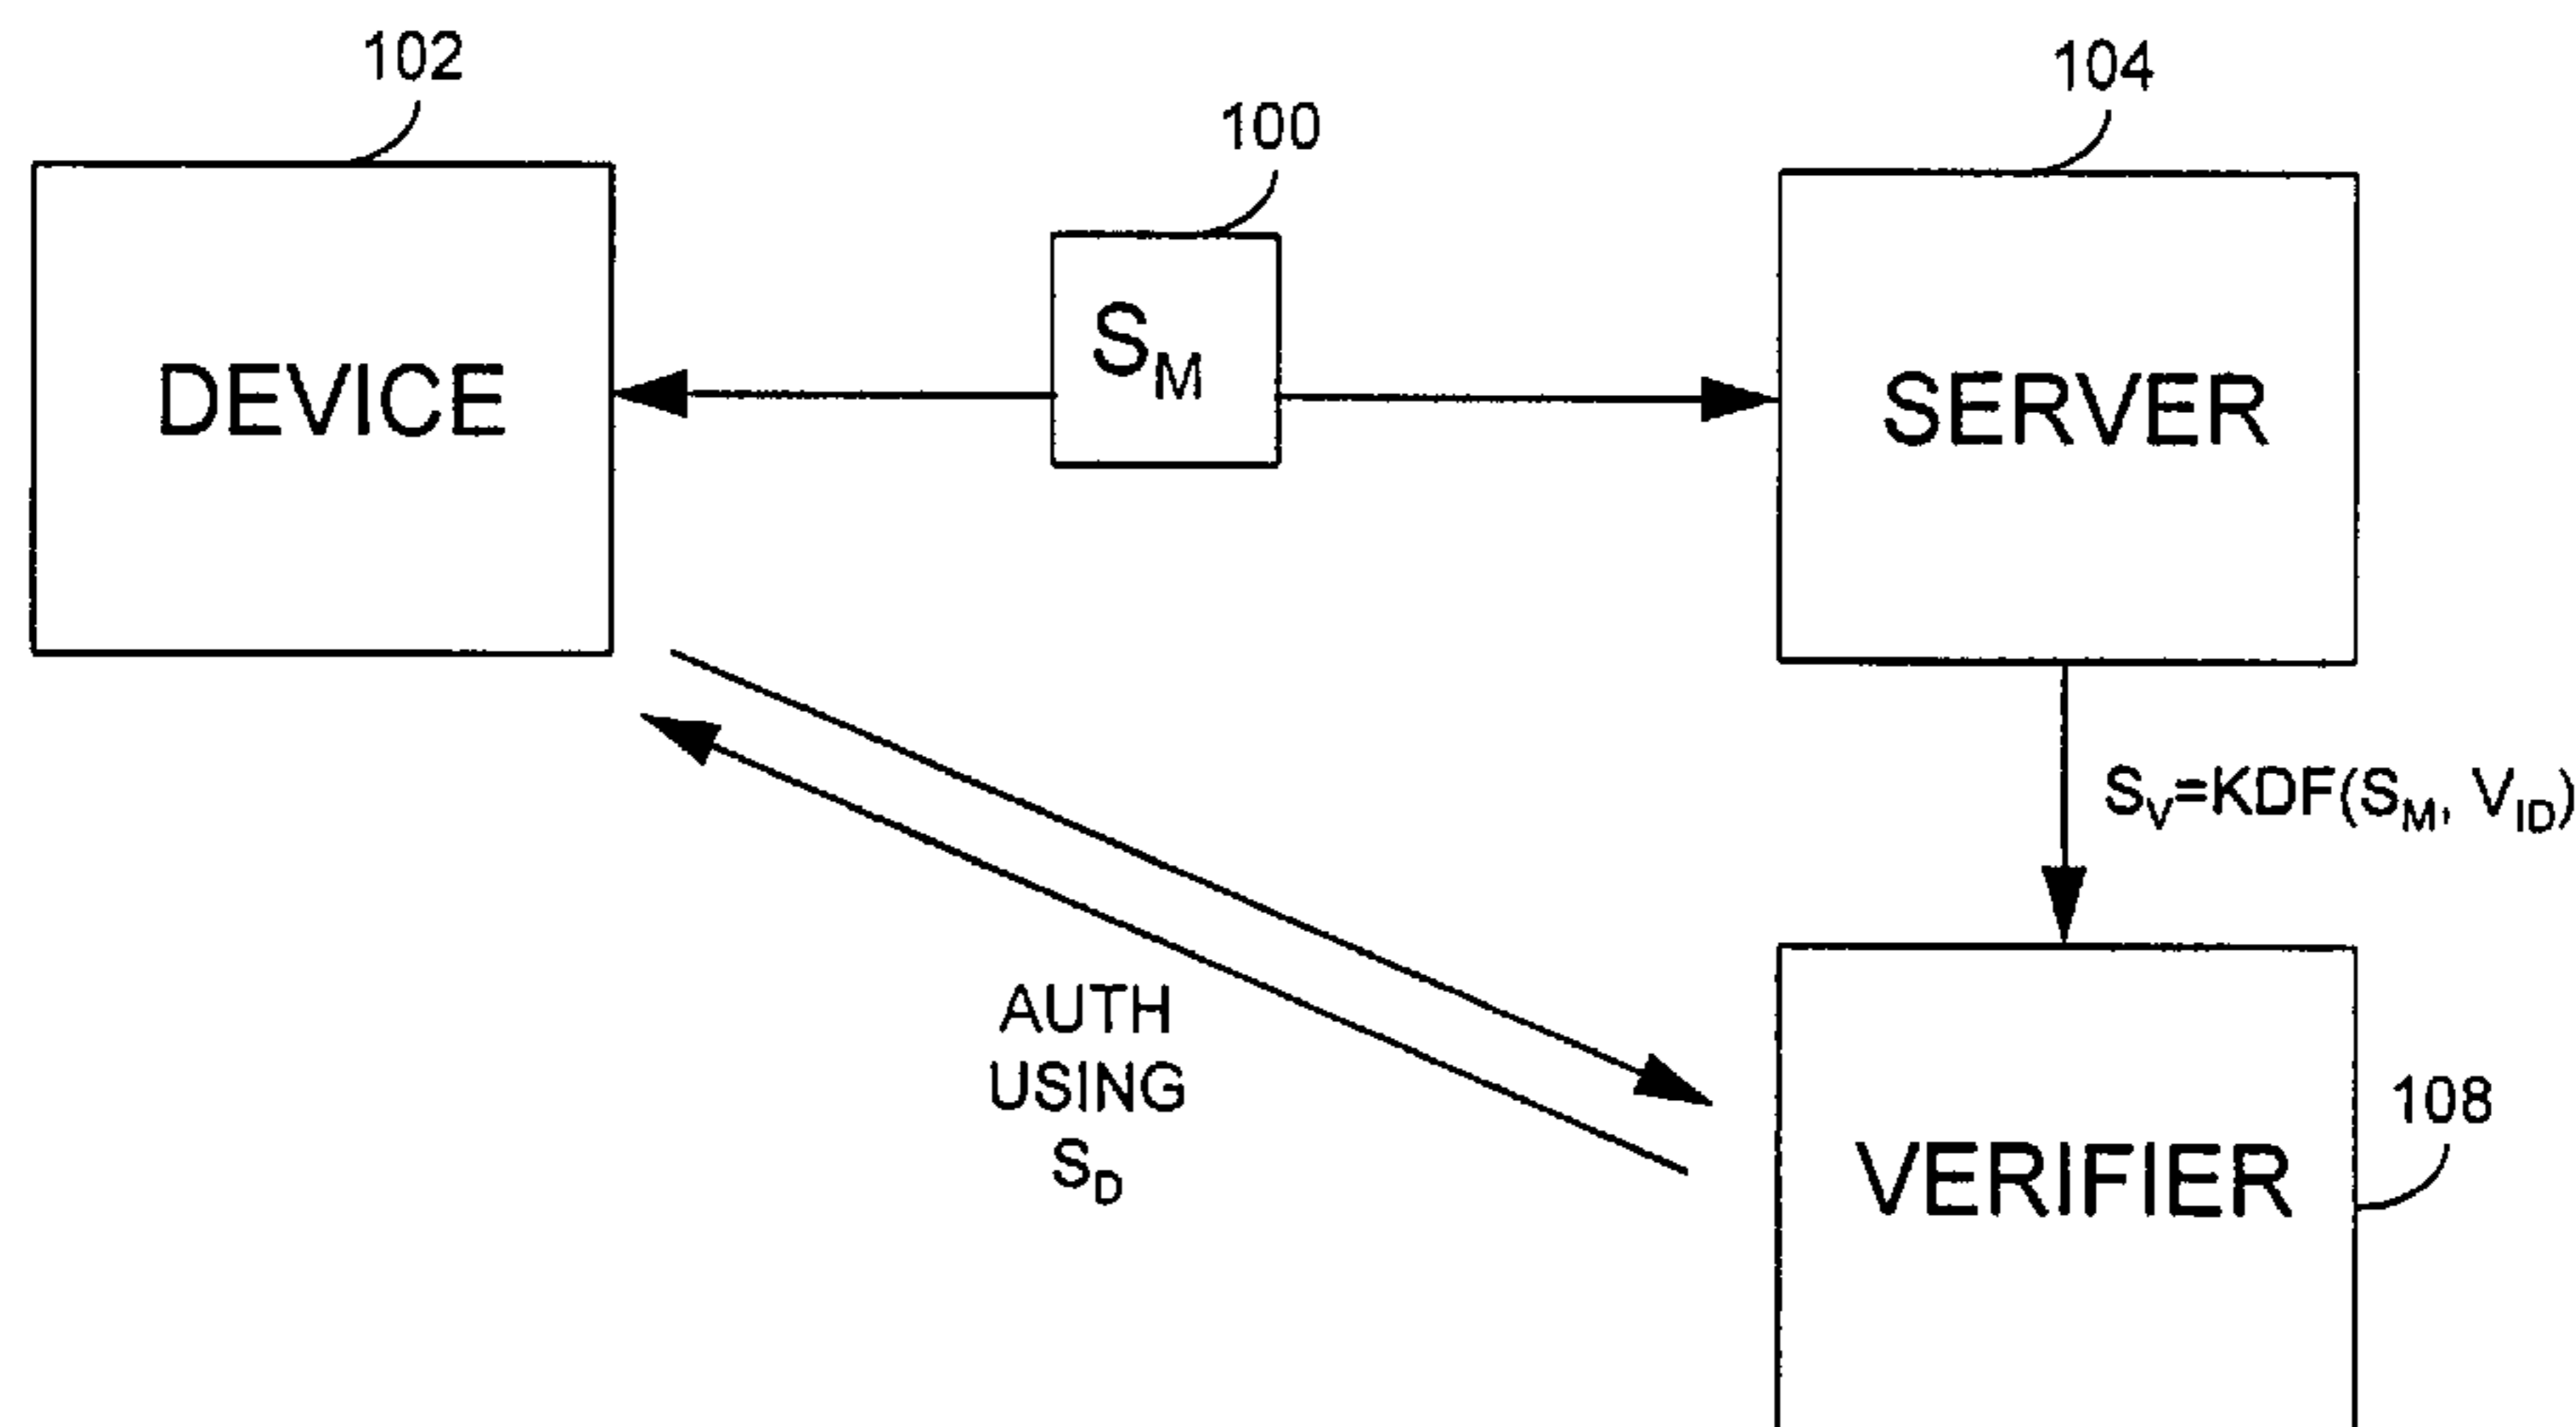 102
100
104
DEVICE
S_M
SERVER
S_V=KDF(S_M, V_ID)
AUTH
USING
S_D
108
VERIFIER